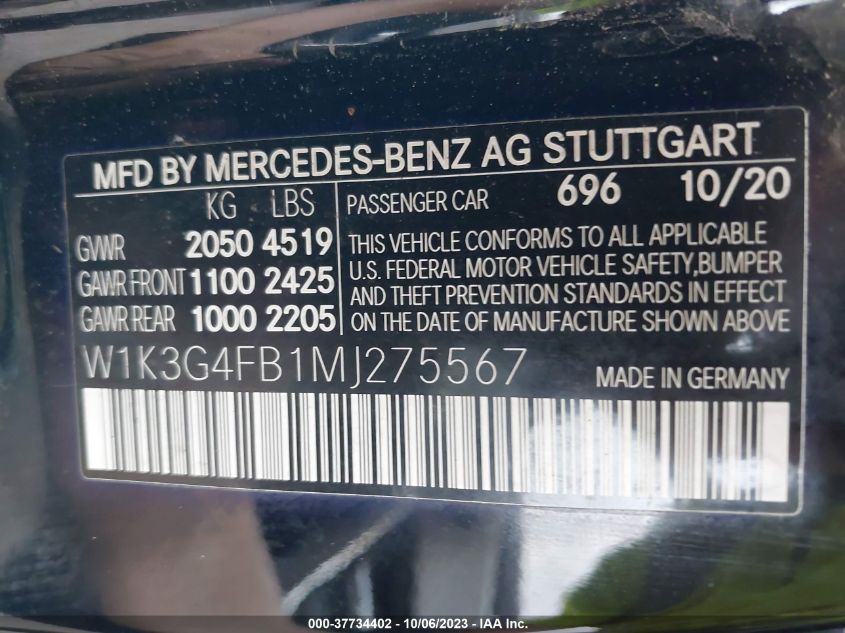 MFD BY MERCEDES-BENZ AG STUTTGART
KG LBS
GVWR 2050 4519
GAWR FRONT 1100 2425
GAWR REAR 1000 2205
PASSENGER CAR 696 10/20
THIS VEHICLE CONFORMS TO ALL APPLICABLE
U.S. FEDERAL MOTOR VEHICLE SAFETY,BUMPER
AND THEFT PREVENTION STANDARDS IN EFFECT
ON THE DATE OF MANUFACTURE SHOWN ABOVE
W1K3G4FB1MJ275567
MADE IN GERMANY
000-37734402 - 10/06/2023 - IAA Inc.